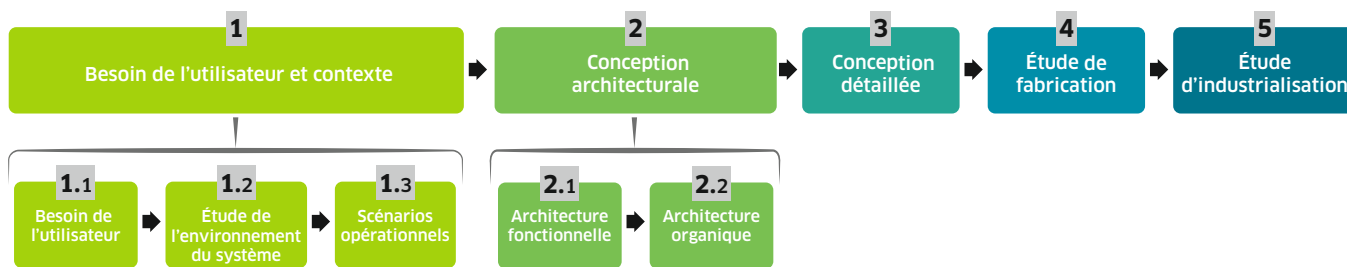 1
Besoin de l'utilisateur et contexte
2
Conception
architecturale
3
Conception
détaillée
4
Étude de
fabrication
5
Étude
d'industrialisation
1.1
Besoin de
l'utilisateur
1.2
Étude de
l'environnement
du système
1.3
Scénarios
opérationnels
2.1
Architecture
fonctionnelle
2.2
Architecture
organique